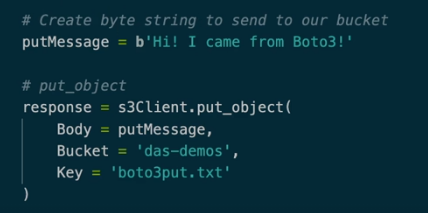 # Create byte string to send to our bucket
putMessage = b'Hi! I came from Boto3!'

# put_object
response = s3Client.put_object(
    Body = putMessage,
    Bucket = 'das-demos',
    Key = 'boto3put.txt'
)